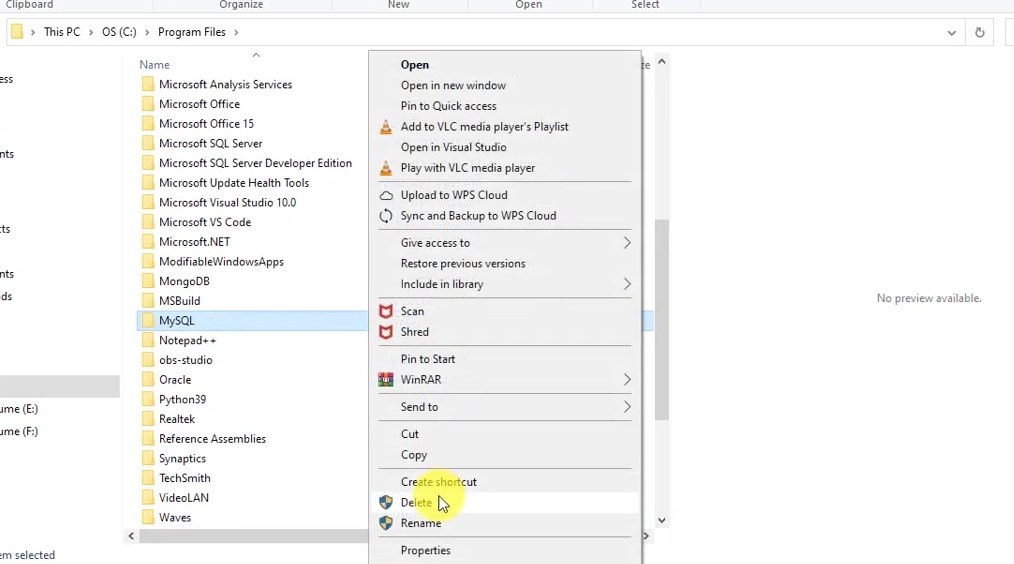 Clipboard
Organize
New
Open
Select
This PC > OS (C:) > Program Files >
Name
Microsoft Analysis Services
Microsoft Office
Microsoft Office 15
Microsoft SQL Server
Microsoft SQL Server Developer Edition
Microsoft Update Health Tools
Microsoft Visual Studio 10.0
Microsoft VS Code
Microsoft.NET
ModifiableWindowsApps
MongoDB
MSBuild
MySQL
Notepad++
obs-studio
Oracle
Python39
Realtek
Reference Assemblies
Synaptics
TechSmith
VideoLAN
Waves
Open
Open in new window
Pin to Quick access
Add to VLC media player's Playlist
Open in Visual Studio
Play with VLC media player
Upload to WPS Cloud
Sync and Backup to WPS Cloud
Give access to
Restore previous versions
Include in library
Scan
Shred
Pin to Start
WinRAR
Send to
Cut
Copy
Create shortcut
Delete
Rename
Properties
No preview available.
ume (E:)
ume (F:)
em selected